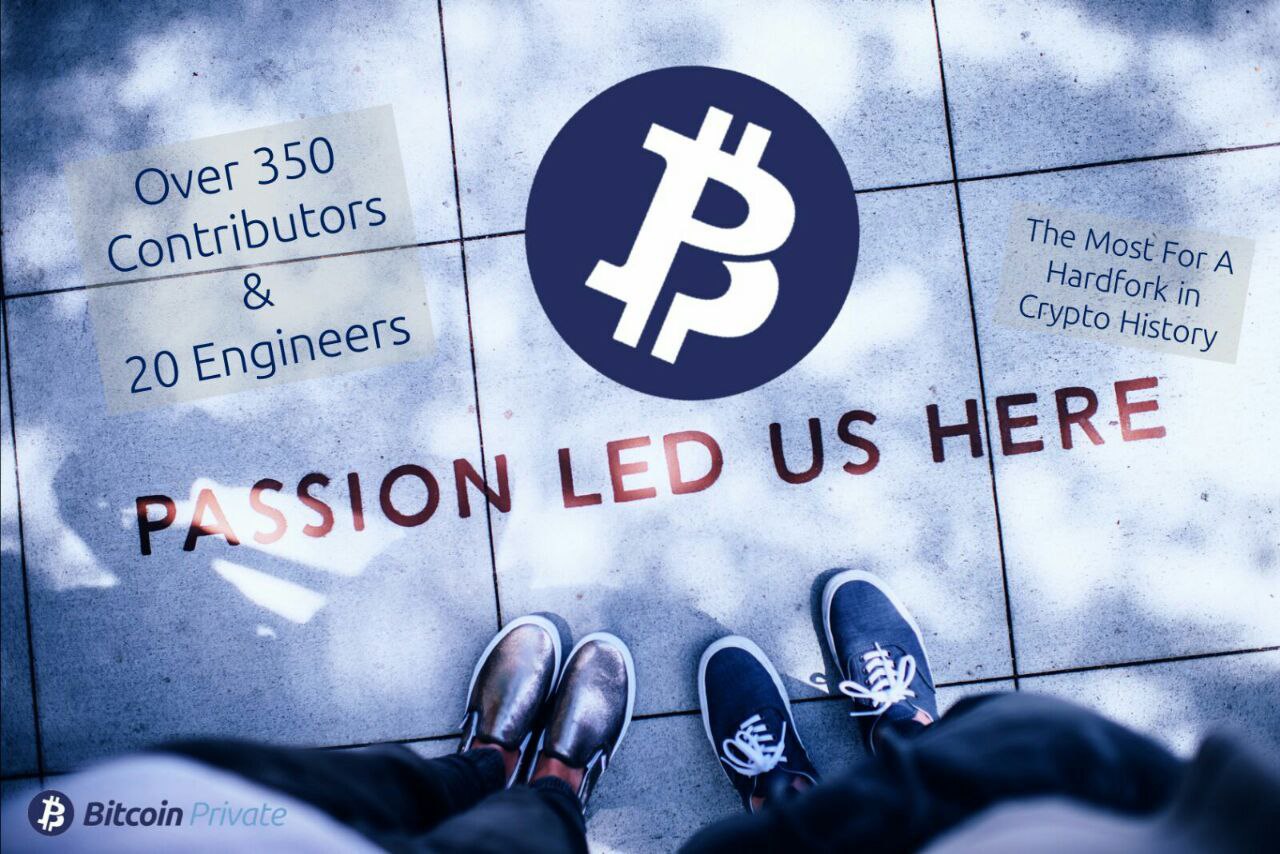 Over 350
Contributors
&
20 Engineers
The Most For A
Hardfork in
Crypto History
PASSION LED US HERE
Bitcoin Private